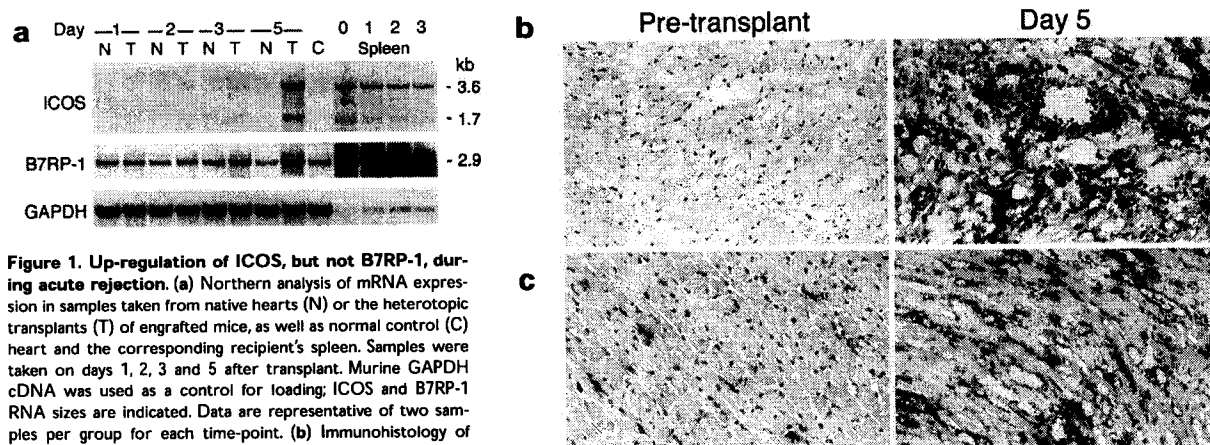 a
Day —1— —2— —3— —5— 0 1 2 3
N T N T N T N T C Spleen
kb
ICOS
- 3.6
- 1.7
B7RP-1 - 2.9
GAPDH
Figure 1. Up-regulation of ICOS, but not B7RP-1, dur-
ing acute rejection. (a) Northern analysis of mRNA expres-
sion in samples taken from native hearts (N) or the heterotopic
transplants (T) of engrafted mice, as well as normal control (C)
heart and the corresponding recipient's spleen. Samples were
taken on days 1, 2, 3 and 5 after transplant. Murine GAPDH
cDNA was used as a control for loading; ICOS and B7RP-1
RNA sizes are indicated. Data are representative of two sam-
ples per group for each time-point. (b) Immunohistology of
b
Pre-transplant Day 5
c